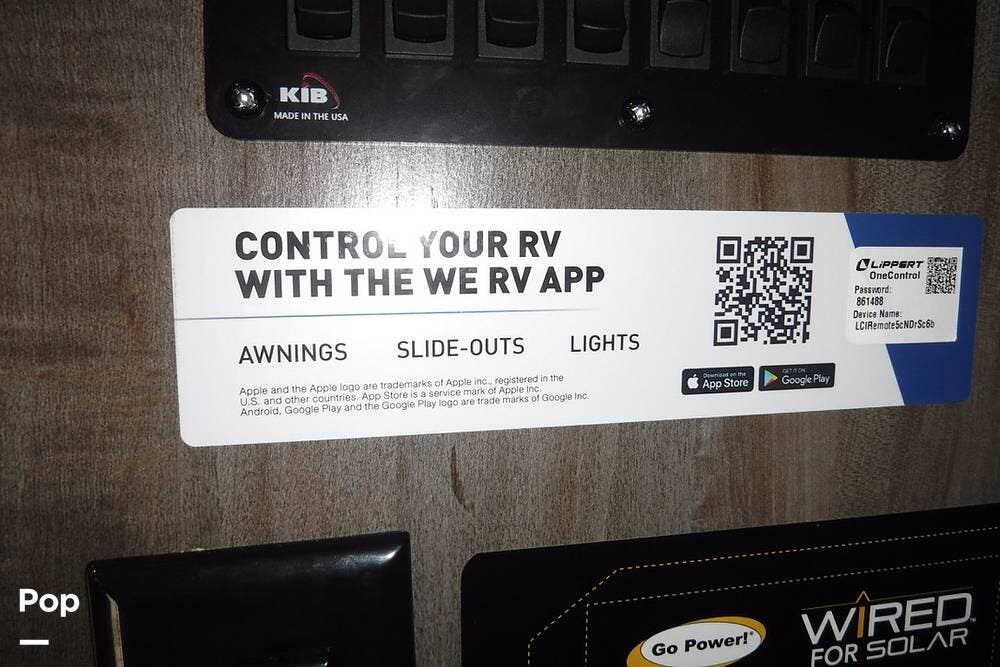 KIB
MADE IN THE USA
CONTROL YOUR RV
WITH THE WE RV APP
AWNINGS SLIDE-OUTS LIGHTS
Apple and the Apple logo are trademarks of Apple inc., registered in the
U.S. and other countries. App Store is a service mark of Apple Inc.
Android, Google Play and the Google Play logo are trade marks of Google Inc.
Download on the
App Store
GET IT ON
Google Play
LiPPERT
OneControl
Password:
861488
Device Name:
LCIRemote5cNDrSc6b
Go Power!®
WiRED™
FOR SOLAR
Pop